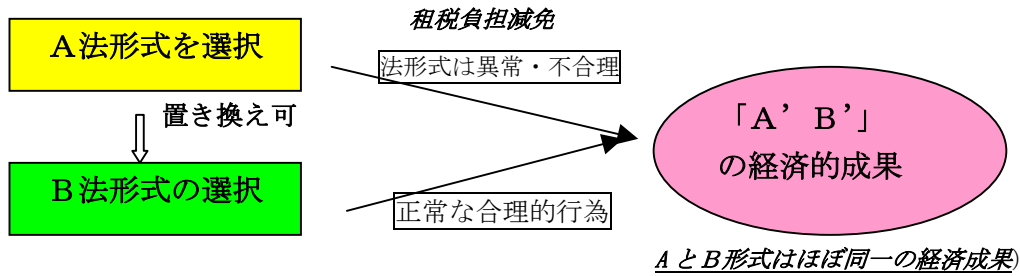 租税負担減免
A法形式を選択
法形式は異常・不合理
置き換え可
「A’B’」
の経済的成果
B法形式の選択
正常な合理的行為
AとB形式はほぼ同一の経済成果)